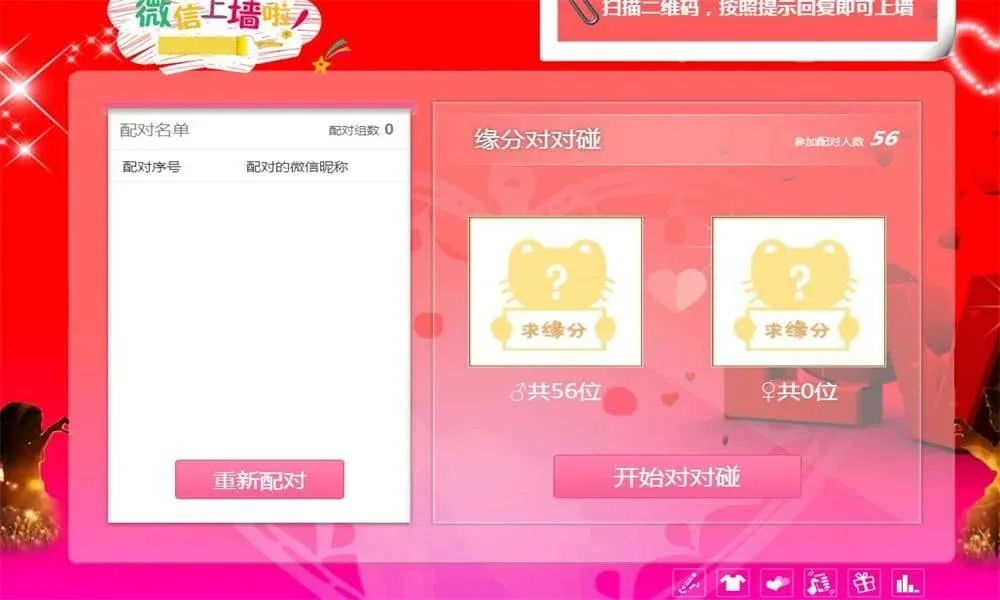 微信上墙啦!
扫描二维码，按照提示回复即可上墙
配对名单
配对组数 0
配对序号
配对的微信昵称
重新配对
缘分对对碰
参加配对人数 56
?
求缘分
?
求缘分
♂共56位
♀共0位
开始对对碰